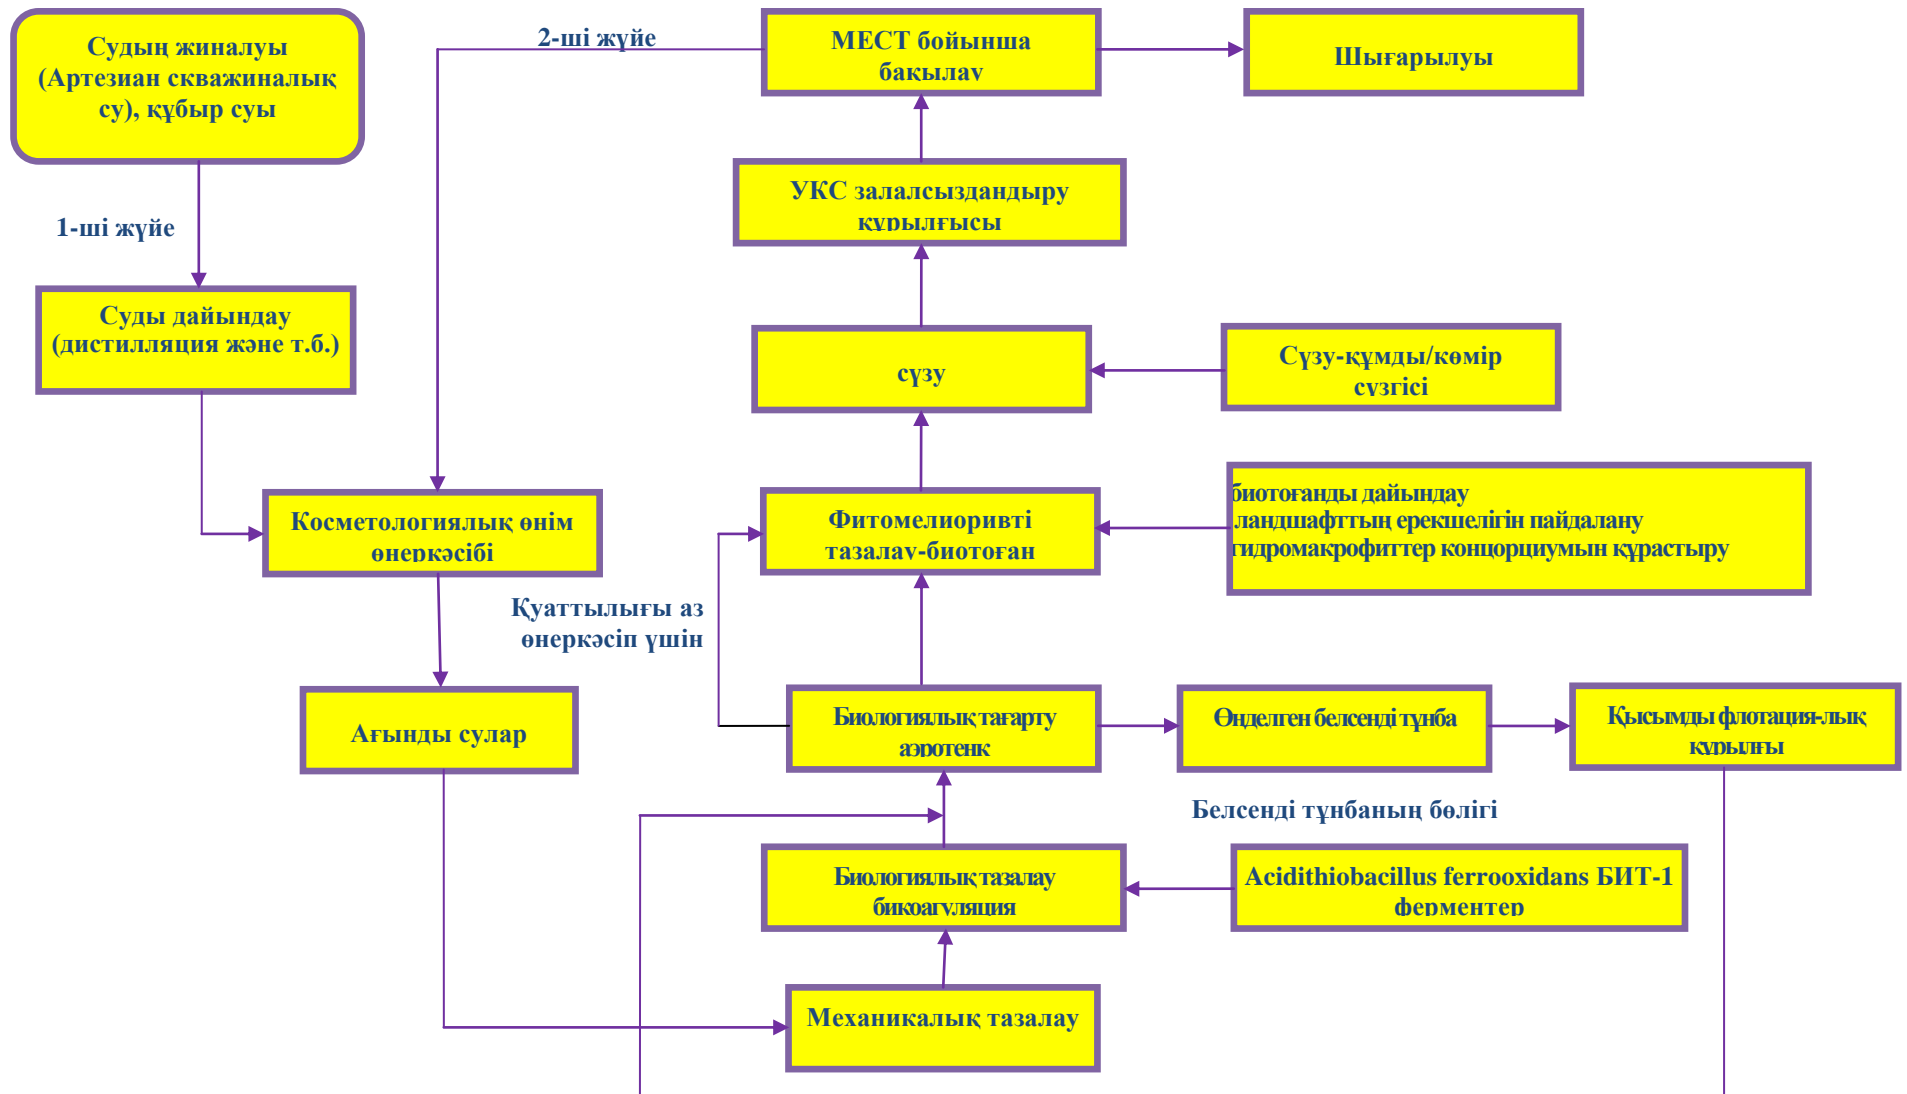 Судың жиналуы
(Артезиан скважиналық
су), құбыр суы
2-ші жүйе
МЕСТ бойынша
бақылау
Шығарылуы
УКС залалсыздандыру
құрылғысы
1-ші жүйе
Суды дайындау
(дистилляция және т.б.)
сүзу
Сүзу-құмды/көмір
сүзгісі
Косметологиялық өнім
өнеркәсібі
Фитомелиоривті
тазалау-биотоған
биотоғанды дайындау
ландшафттың ерекшелігін пайдалану
гидромакрофиттер концорциумын құрастыру
Қуаттылығы аз
өнеркәсіп үшін
Ағынды сулар
Биологиялық тағарту
аэротенк
Өңделген белсенді тұнба
Қысымды флотация-лық
құрылғы
Белсенді тұнбаның бөлігі
Биологиялық тазалау
бикоагуляция
Acidithiobacillus ferrooxidans БИТ-1
ферментер
Механикалық тазалау